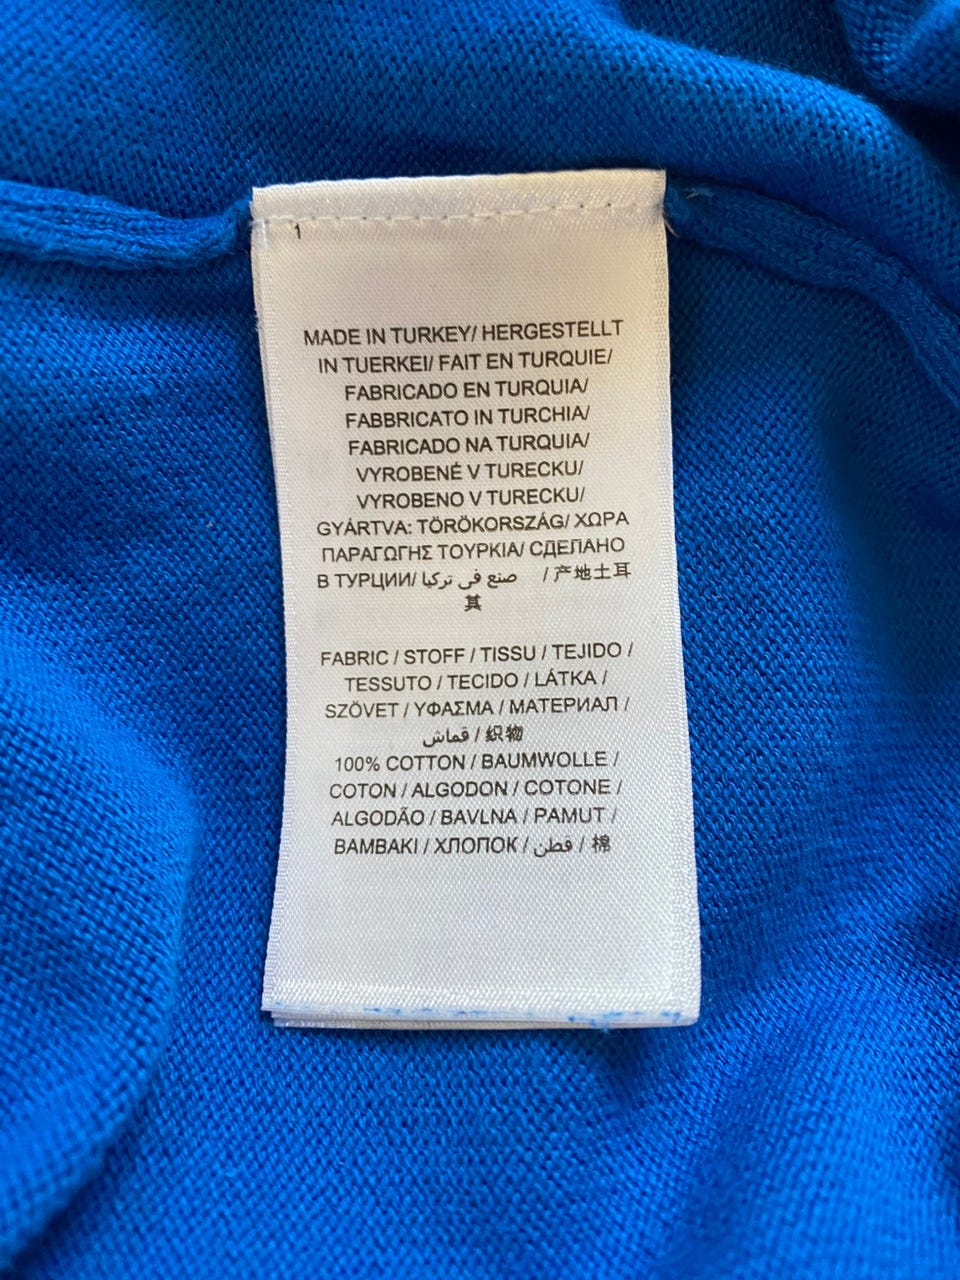 MADE IN TURKEY/ HERGESTELLT
IN TUERKEI/ FAIT EN TURQUIE/
FABRICADO EN TURQUIA/
FABBRICATO IN TURCHIA/
FABRICADO NA TURQUIA/
VYROBENÉ V TURECKU/
VYROBENO V TURECKU/
GYÁRTVA: TÖRÖKORSZÁG/ ΧΩΡΑ
ΠΑΡΑΓΩΓΗΣ ΤΟΥΡΚΙΑ/ СДЕЛАНО
В ТУРЦИИ/ صنع في تركيا / 产地土耳
其
FABRIC / STOFF / TISSU / TEJIDO /
TESSUTO / TECIDO / LÁTKA /
SZÖVET / ΥΦΑΣΜΑ / МАТЕРИАЛ /
قماش / 织物
100% COTTON / BAUMWOLLE /
COTON / ALGODON / COTONE /
ALGODÃO / BAVLNA / PAMUT /
BAMBAKI / ХЛОПОК / قطن / 棉